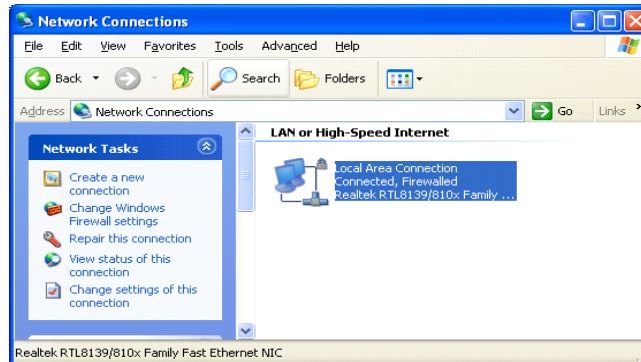 Network Connections
File Edit View Favorites Tools Advanced Help
Back Search Folders
Address Network Connections Go Links »
Network Tasks
Create a new
connection
Change Windows
Firewall settings
Repair this connection
View status of this
connection
Change settings of this
connection
LAN or High-Speed Internet
Local Area Connection
Connected, Firewalled
Realtek RTL8139/810x Family ...
Realtek RTL8139/810x Family Fast Ethernet NIC